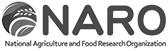 NARO
National Agriculture and Food Research Organization